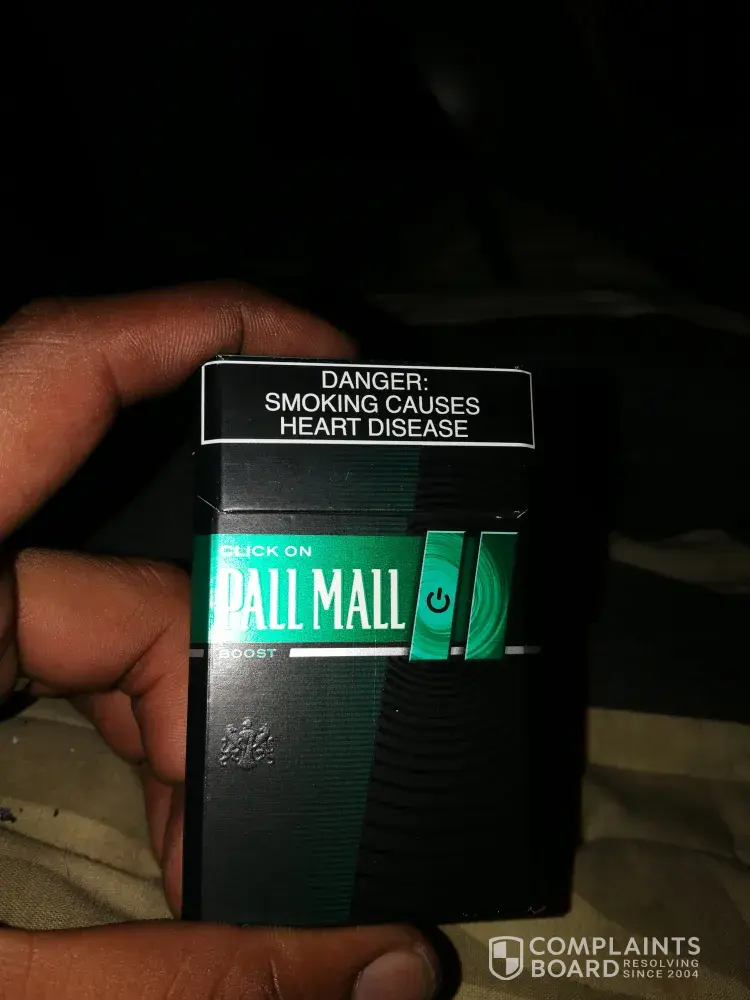 DANGER:
SMOKING CAUSES
HEART DISEASE
CLICK ON
PALL MALL
BOOST
COMPLAINTS
BOARD RESOLVING
SINCE 2004